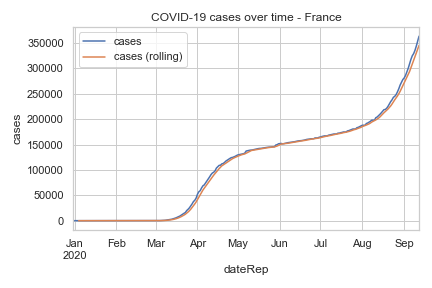 COVID-19 cases over time - France
cases
cases (rolling)
350000
300000
250000
200000
150000
100000
50000
0
cases
Jan Feb Mar Apr May Jun Jul Aug Sep
2020
dateRep